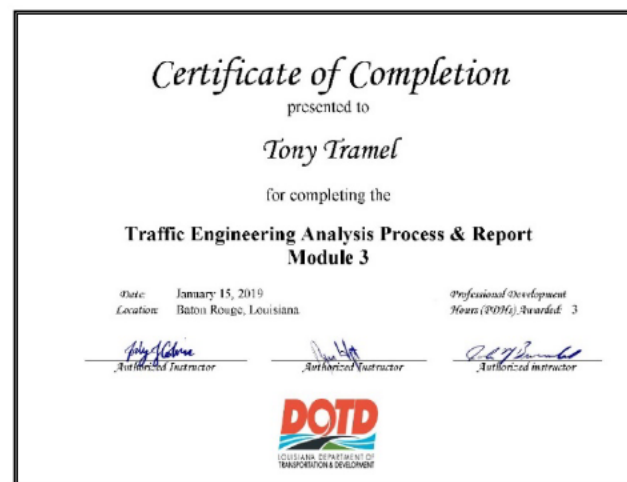 Certificate of Completion
presented to
Tony Tramel
for completing the
Traffic Engineering Analysis Process & Report
Module 3
Date: January 15, 2019
Location: Baton Rouge, Louisiana
Professional Development
Hours (PDHs) Awarded: 3
Authorized Instructor
Authorized Instructor
Authorized instructor
DOTD
LOUISIANA DEPARTMENT OF
TRANSPORTATION & DEVELOPMENT